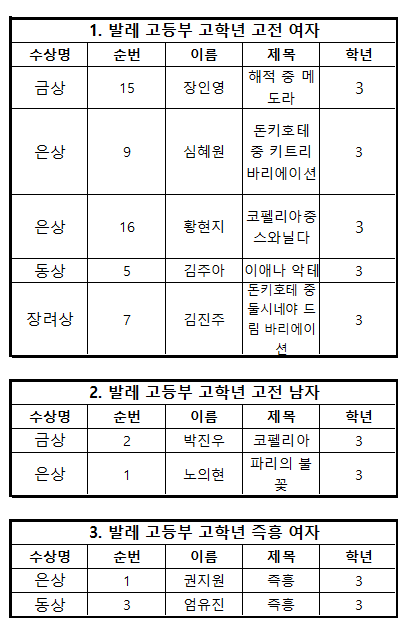 1. 발레 고등부 고학년 고전 여자
수상명 순번 이름 제목 학년
금상 15 장인영 해적 중 메 3
도라
은상 9 심혜원 돈키호테 3
중 키트리
바리에이션
은상 16 황현지 코펠리아중 3
스와닐다
동상 5 김주아 이애나 악테 3
장려상 7 김진주 돈키호테 중 3
둘시네야 드
림 바리에이
션
2. 발레 고등부 고학년 고전 남자
수상명 순번 이름 제목 학년
금상 2 박진우 코펠리아 3
은상 1 노의현 파리의 불 3
꽃
3. 발레 고등부 고학년 즉흥 여자
수상명 순번 이름 제목 학년
은상 1 권지원 즉흥 3
동상 3 엄유진 즉흥 3